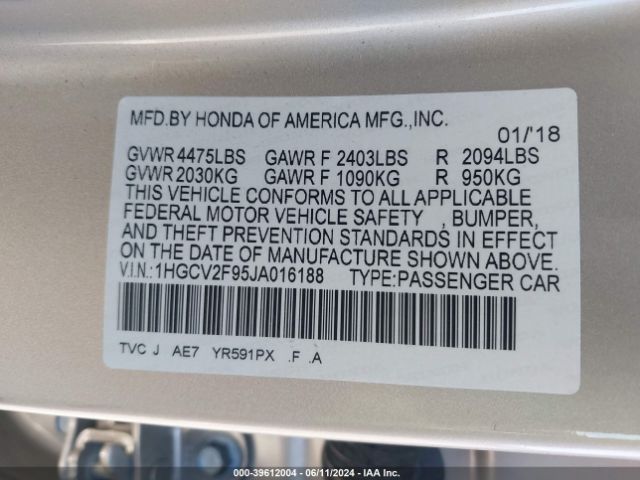 MFD.BY HONDA OF AMERICA MFG.,INC.
01/'18
GVWR 4475LBS GAWR F 2403LBS R 2094LBS
GVWR 2030KG GAWR F 1090KG R 950KG
THIS VEHICLE CONFORMS TO ALL APPLICABLE
FEDERAL MOTOR VEHICLE SAFETY , BUMPER,
AND THEFT PREVENTION STANDARDS IN EFFECT
ON THE DATE OF MANUFACTURE SHOWN ABOVE.
V.I.N.:1HGCV2F95JA016188 TYPE:PASSENGER CAR
TVC J AE7 YR591PX .F .A
000-39612004 : 06/11/2024 - IAA Inc.